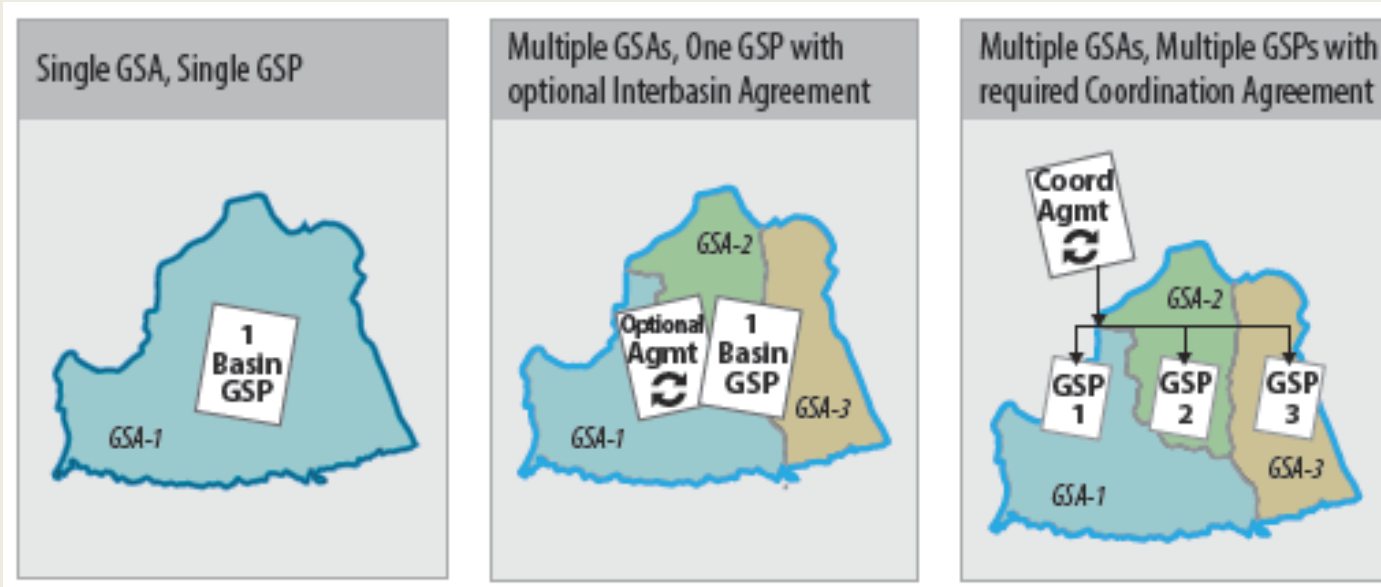 Single GSA, Single GSP
1
Basin
GSP
GSA-1
Multiple GSAs, One GSP with
optional Interbasin Agreement
GSA-2
Optional
Agmt
1
Basin
GSP
GSA-3
GSA-1
Multiple GSAs, Multiple GSPs with
required Coordination Agreement
Coord
Agmt
GSA-2
GSP
1
GSP
2
GSP
3
GSA-3
GSA-1